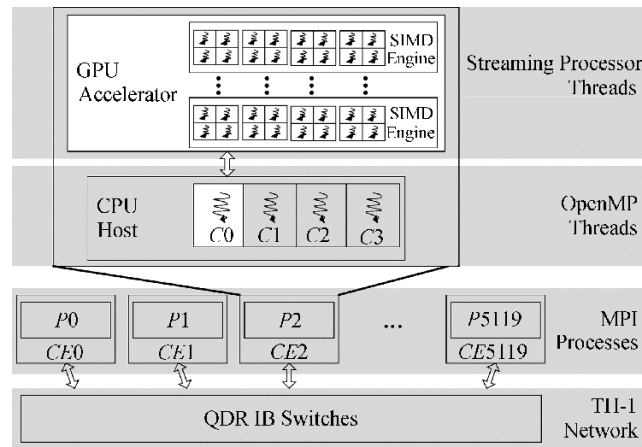 GPU
Accelerator
SIMD
Engine
SIMD
Engine
Streaming Processor
Threads
CPU
Host
C0 C1 C2 C3
OpenMP
Threads
P0 P1 P2 ... P5119
CE0 CE1 CE2 CE5119
MPI
Processes
QDR IB Switches
TH-1
Network